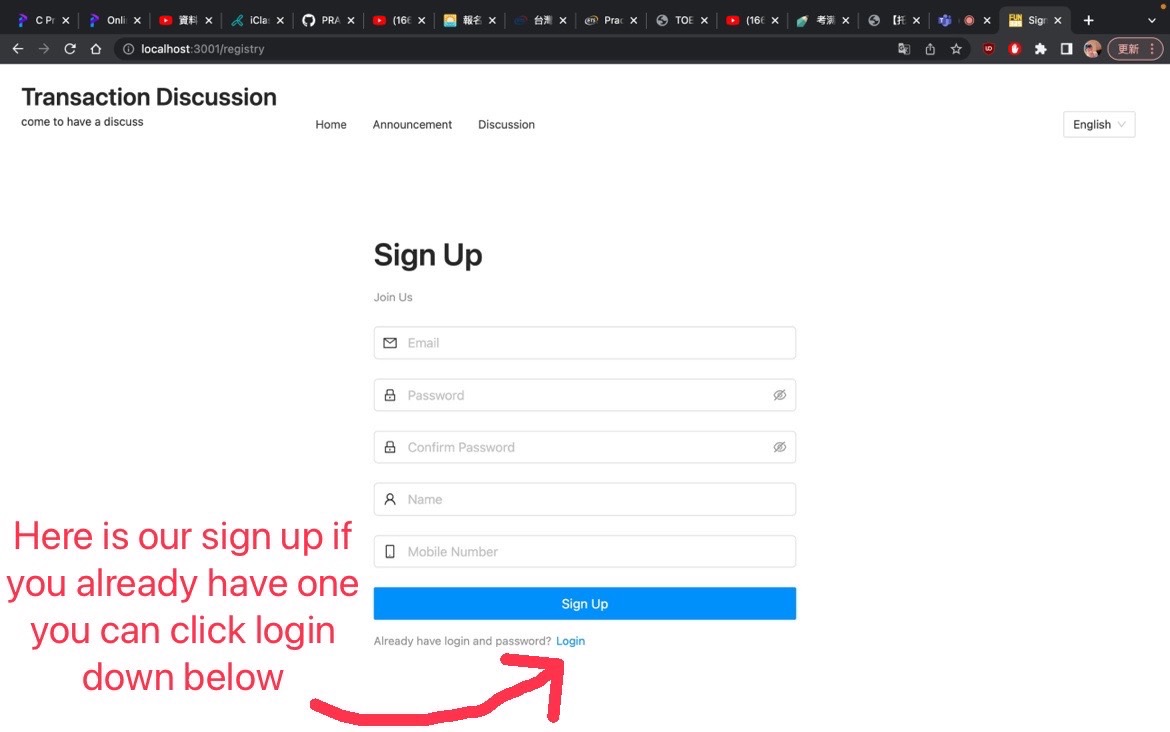 C Pr
Onli
資料
iClas
PRA
(166
報名
台灣
Prac
TOE
(166
考滿
【托
Sign
localhost:3001/registry
更新
Transaction Discussion
come to have a discuss
Home Announcement Discussion
English
Sign Up
Join Us
Email
Password
Confirm Password
Name
Mobile Number
Sign Up
Already have login and password? Login
Here is our sign up if
you already have one
you can click login
down below